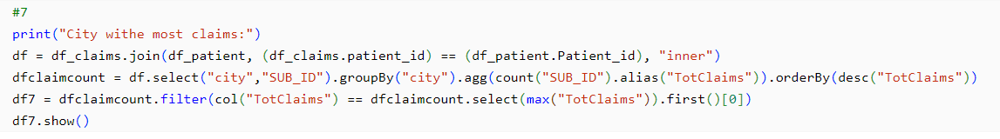 #7
print("City withe most claims:")
df = df_claims.join(df_patient, (df_claims.patient_id) == (df_patient.Patient_id), "inner")
dfclaimcount = df.select("city","SUB_ID").groupBy("city").agg(count("SUB_ID").alias("TotClaims")).orderBy(desc("TotClaims"))
df7 = dfclaimcount.filter(col("TotClaims") == dfclaimcount.select(max("TotClaims")).first()[0])
df7.show()